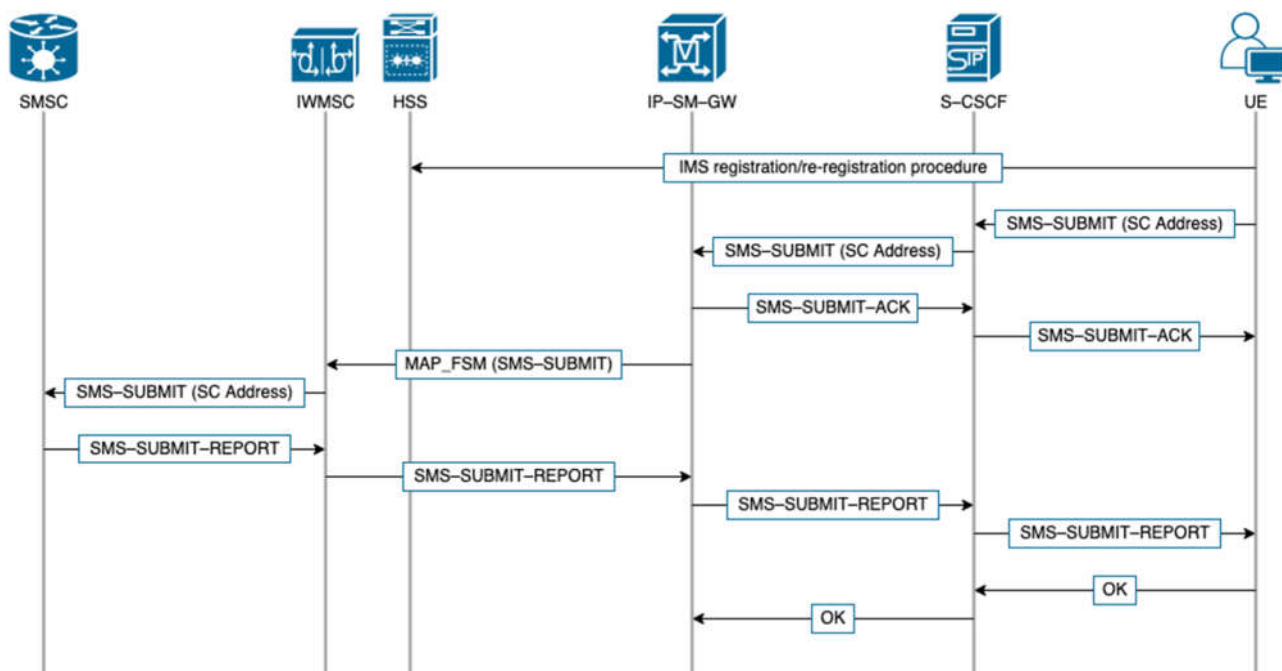 SMSC
IWMSC
HSS
IP–SM–GW
S–CSCF
UE
IMS registration/re-registration procedure
SMS–SUBMIT (SC Address)
SMS–SUBMIT (SC Address)
SMS–SUBMIT–ACK
SMS–SUBMIT–ACK
MAP_FSM (SMS–SUBMIT)
SMS–SUBMIT (SC Address)
SMS–SUBMIT–REPORT
SMS–SUBMIT–REPORT
SMS–SUBMIT–REPORT
SMS–SUBMIT–REPORT
OK
OK
d b
M
SIP